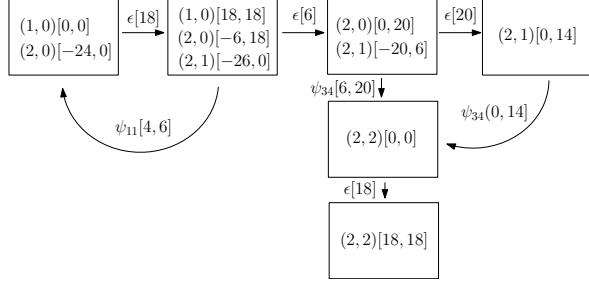 (1, 0)[0, 0]
(2, 0)[−24, 0]
ϵ[18]
(1, 0)[18, 18]
(2, 0)[−6, 18]
(2, 1)[−26, 0]
ϵ[6]
(2, 0)[0, 20]
(2, 1)[−20, 6]
ϵ[20]
(2, 1)[0, 14]
ψ11[4, 6]
ψ34[6, 20]
ψ34(0, 14]
(2, 2)[0, 0]
ϵ[18]
(2, 2)[18, 18]